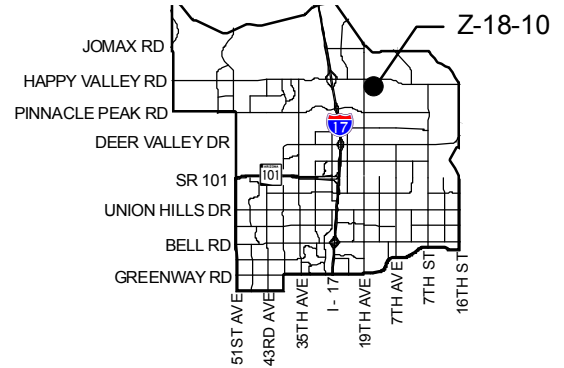 Z-18-10
JOMAX RD
HAPPY VALLEY RD
PINNACLE PEAK RD
17
DEER VALLEY DR
SR 101
ARIZONA
101
UNION HILLS DR
BELL RD
GREENWAY RD
51ST AVE
43RD AVE
35TH AVE
I - 17
19TH AVE
7TH AVE
7TH ST
16TH ST